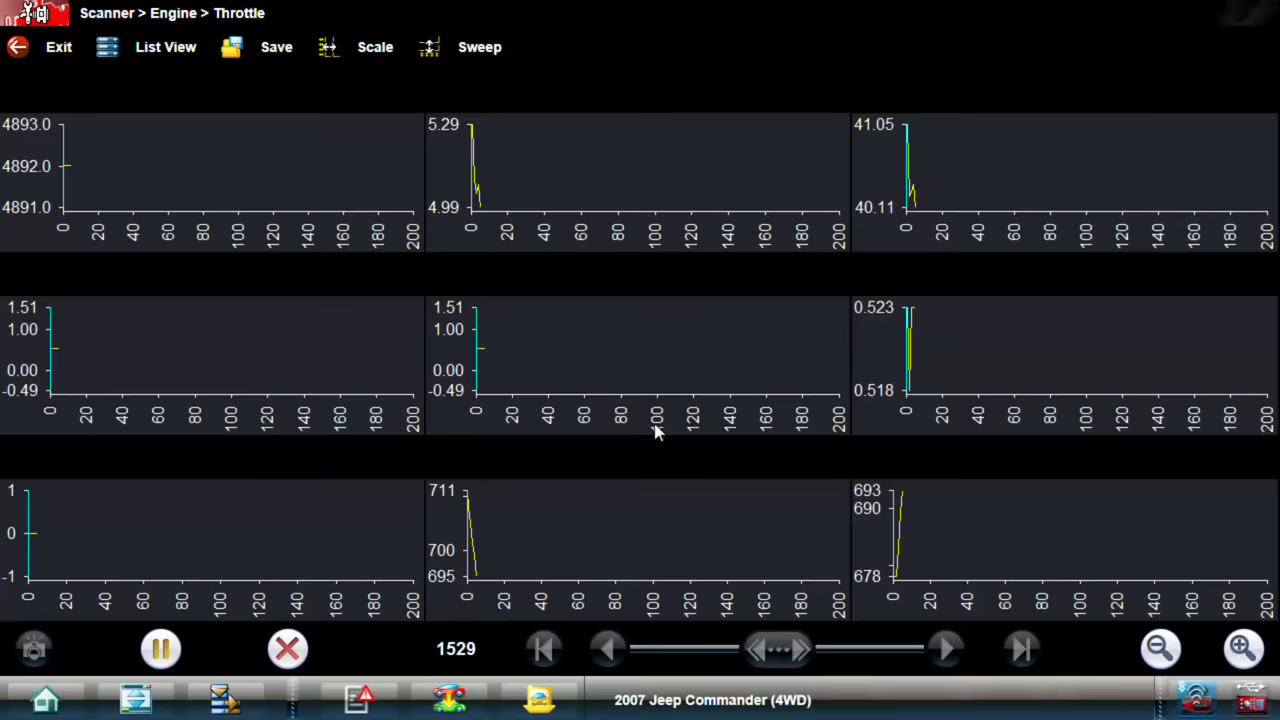 Scanner > Engine > Throttle
Exit List View Save Scale Sweep
4893.0 5.29 41.05
4892.0
4891.0 4.99 40.11
0 20 40 60 80 100 120 140 160 180 200 0 20 40 60 80 100 120 140 160 180 200 0 20 40 60 80 100 120 140 160 180 200
1.51 1.51 0.523
1.00 1.00
0.00 0.00
-0.49 -0.49 0.518
0 20 40 60 80 100 120 140 160 180 200 0 20 40 60 80 100 120 140 160 180 200 0 20 40 60 80 100 120 140 160 180 200
1 711 693
690
0 700
-1 695 678
0 20 40 60 80 100 120 140 160 180 200 0 20 40 60 80 100 120 140 160 180 200 0 20 40 60 80 100 120 140 160 180 200
1529
2007 Jeep Commander (4WD)